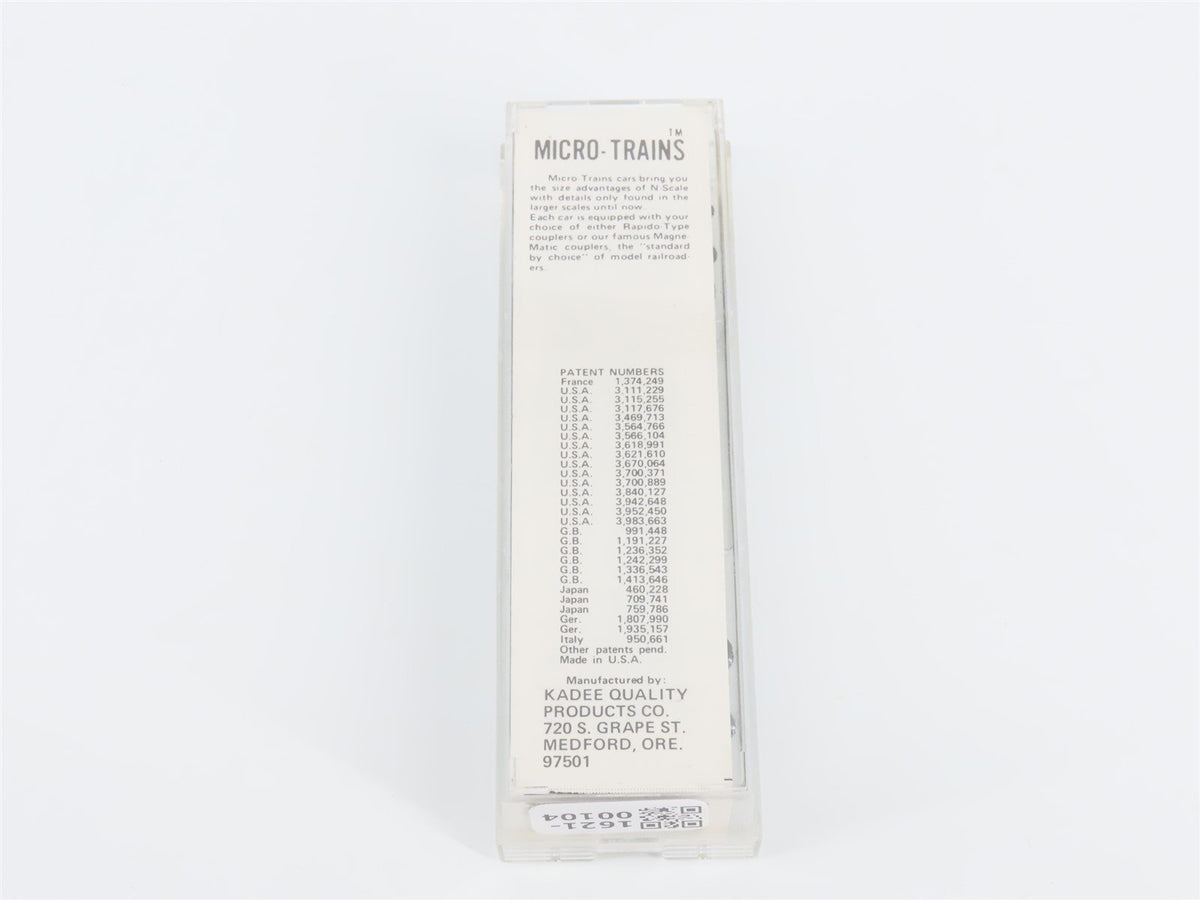 MICRO-TRAINS™
Micro-Trains cars bring you
the size advantages of N-Scale
with details only found in the
larger scales until now.
Each car is equipped with your
choice of either Rapido-Type
couplers or our famous Magne-
Matic couplers, the "standard
by choice" of model railroad-
ers.
PATENT NUMBERS
France 1,374,249
U.S.A. 3,111,229
U.S.A. 3,115,255
U.S.A. 3,117,676
U.S.A. 3,469,713
U.S.A. 3,564,766
U.S.A. 3,566,104
U.S.A. 3,618,991
U.S.A. 3,621,610
U.S.A. 3,670,064
U.S.A. 3,700,371
U.S.A. 3,700,889
U.S.A. 3,840,127
U.S.A. 3,942,648
U.S.A. 3,952,450
U.S.A. 3,983,663
G.B. 991,448
G.B. 1,191,227
G.B. 1,236,352
G.B. 1,242,299
G.B. 1,336,543
G.B. 1,413,646
Japan 460,228
Japan 709,741
Japan 759,786
Ger. 1,807,990
Ger. 1,935,157
Italy 950,661
Other patents pend.
Made in U.S.A.
Manufactured by:
KADEE QUALITY
PRODUCTS CO.
720 S. GRAPE ST.
MEDFORD, ORE.
97501
1621-
00104